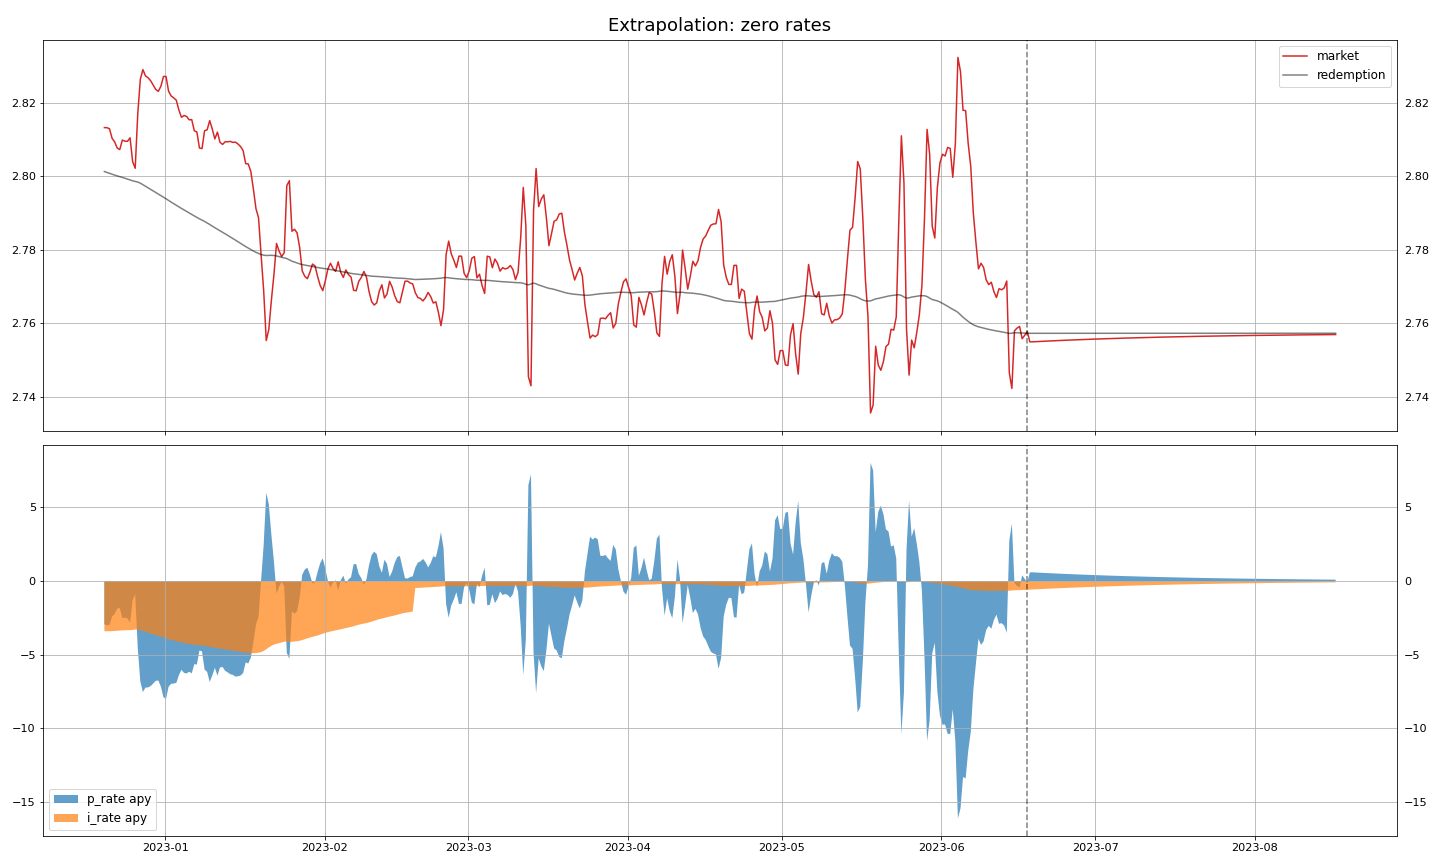 Extrapolation: zero rates
market
redemption
2.82 2.82
2.80 2.80
2.78 2.78
2.76 2.76
2.74 2.74
5 5
0 0
−5 −5
−10 −10
−15 −15
p_rate apy
i_rate apy
2023-01 2023-02 2023-03 2023-04 2023-05 2023-06 2023-07 2023-08